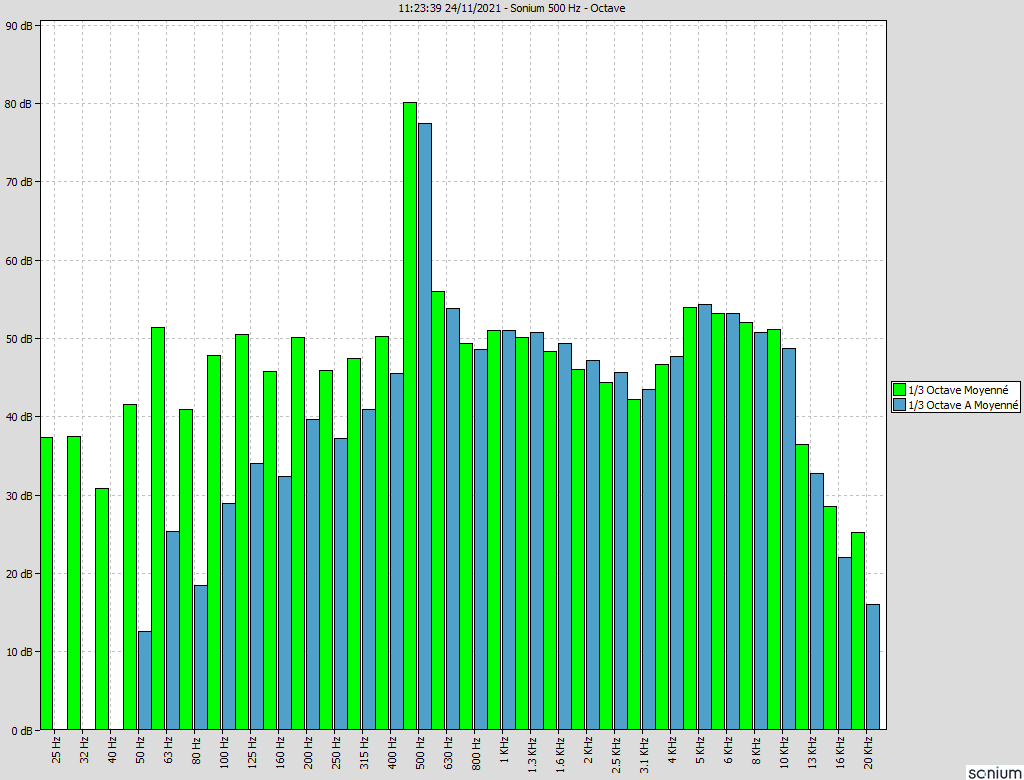 11:23:39 24/11/2021 - Sonium 500 Hz - Octave
90 dB
80 dB
70 dB
60 dB
50 dB
40 dB
30 dB
20 dB
10 dB
0 dB
25 Hz
32 Hz
40 Hz
50 Hz
63 Hz
80 Hz
100 Hz
125 Hz
160 Hz
200 Hz
250 Hz
315 Hz
400 Hz
500 Hz
630 Hz
800 Hz
1 KHz
1.3 KHz
1.6 KHz
2 KHz
2.5 KHz
3.1 KHz
4 KHz
5 KHz
6 KHz
8 KHz
10 KHz
13 KHz
16 KHz
20 KHz
1/3 Octave Moyenné
1/3 Octave A Moyenné
sonium